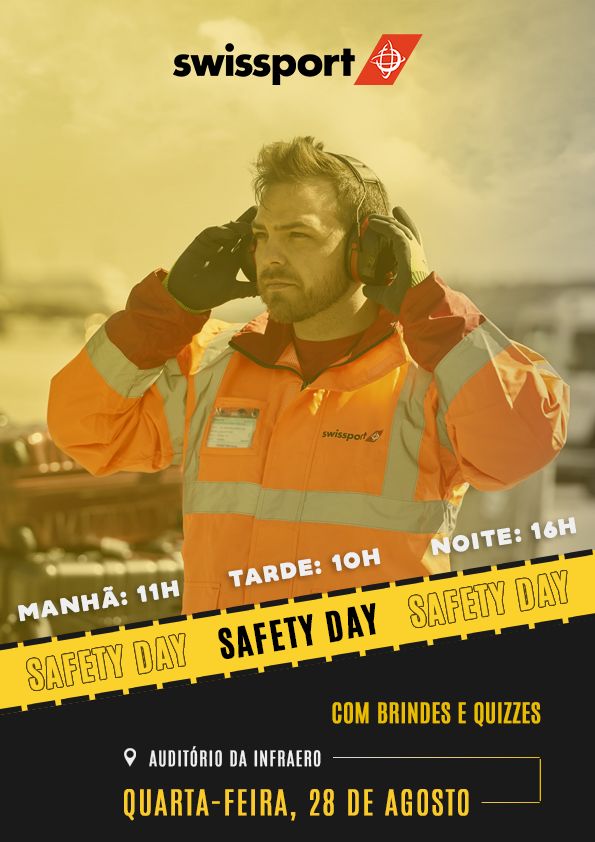 swissport
swissport
MANHÃ: 11H
TARDE: 10H
NOITE: 16H
SAFETY DAY
SAFETY DAY
SAFETY DAY
COM BRINDES E QUIZZES
AUDITÓRIO DA INFRAERO
QUARTA-FEIRA, 28 DE AGOSTO